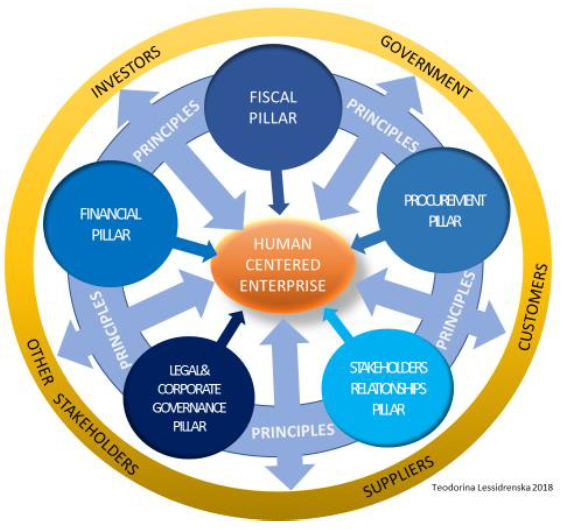 INVESTORS
GOVERNMENT
FISCAL
PILLAR
PRINCIPLES
PRINCIPLES
FINANCIAL
PILLAR
PROCUREMENT
PILLAR
HUMAN
CENTERED
ENTERPRISE
CUSTOMERS
PRINCIPLES
PRINCIPLES
OTHER STAKEHOLDERS
LEGAL&
CORPORATE
GOVERNANCE
PILLAR
STAKEHOLDERS
RELATIONSHIPS
PILLAR
PRINCIPLES
SUPPLIERS
Teodorina Lessidrenska 2018